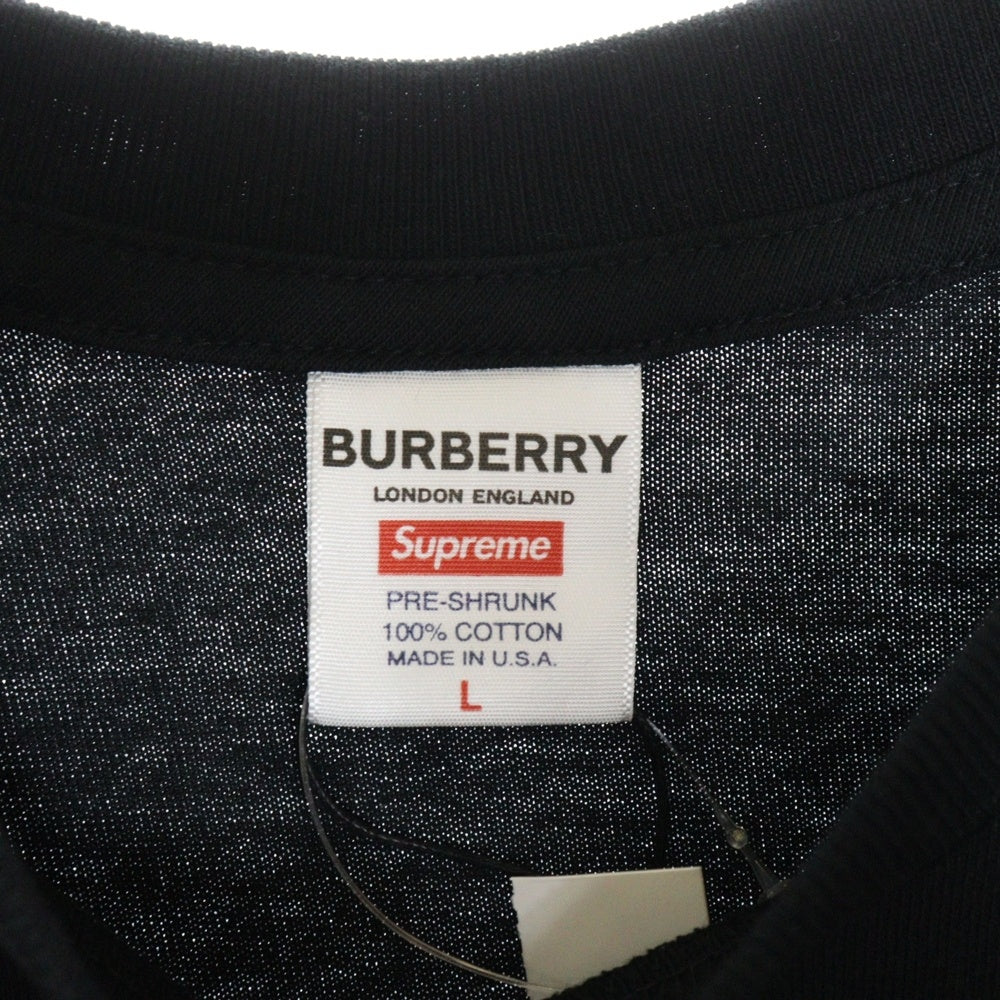 BURBERRY
LONDON ENGLAND
Supreme
PRE-SHRUNK
100% COTTON
MADE IN U.S.A.
L